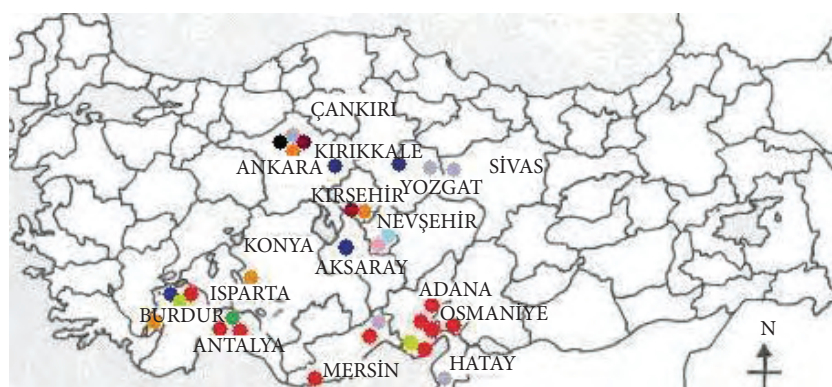 ÇANKIRI
KIRIKKALE
ANKARA
SİVAS
YOZGAT
KIRŞEHİR
NEVŞEHİR
KONYA
AKSARAY
ISPARTA
ADANA
BURDUR
OSMANİYE
ANTALYA
N
MERSİN
HATAY